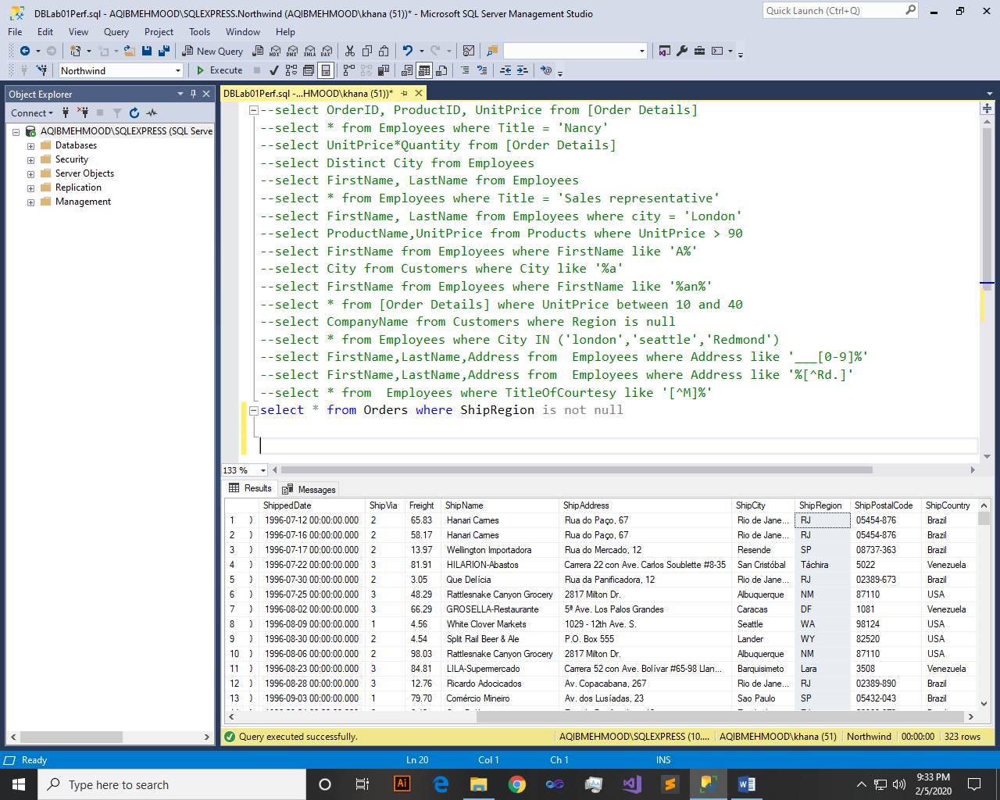 DBLab01Perf.sql - AQIBMEHMOOD\SQLEXPRESS.Northwind (AQIBMEHMOOD\khana (51))* - Microsoft SQL Server Management Studio
Quick Launch (Ctrl+Q)
File Edit View Query Project Tools Window Help
New Query MDX DMX XMLA DAX
Northwind Execute
Object Explorer
DBLab01Perf.sql -...HMOOD\khana (51))*
Connect
AQIBMEHMOOD\SQLEXPRESS (SQL Serve
Databases
Security
Server Objects
Replication
Management
--select OrderID, ProductID, UnitPrice from [Order Details]
--select * from Employees where Title = 'Nancy'
--select UnitPrice*Quantity from [Order Details]
--select Distinct City from Employees
--select FirstName, LastName from Employees
--select * from Employees where Title = 'Sales representative'
--select FirstName, LastName from Employees where city = 'London'
--select ProductName,UnitPrice from Products where UnitPrice > 90
--select FirstName from Employees where FirstName like 'A%'
--select City from Customers where City like '%a'
--select FirstName from Employees where FirstName like '%an%'
--select * from [Order Details] where UnitPrice between 10 and 40
--select CompanyName from Customers where Region is null
--select * from Employees where City IN ('london','seattle','Redmond')
--select FirstName,LastName,Address from  Employees where Address like '___[0-9]%'
--select FirstName,LastName,Address from  Employees where Address like '%[^Rd.]'
--select * from  Employees where TitleOfCourtesy like '[^M]%'
select * from Orders where ShipRegion is not null
133 %
Results Messages
ShippedDate ShipVia Freight ShipName ShipAddress ShipCity ShipRegion ShipPostalCode ShipCountry
1 1996-07-12 00:00:00.000 2 65.83 Hanari Carnes Rua do Paço, 67 Rio de Jane... RJ 05454-876 Brazil
2 1996-07-16 00:00:00.000 2 58.17 Hanari Carnes Rua do Paço, 67 Rio de Jane... RJ 05454-876 Brazil
3 1996-07-17 00:00:00.000 2 13.97 Wellington Importadora Rua do Mercado, 12 Resende SP 08737-363 Brazil
4 1996-07-22 00:00:00.000 3 81.91 HILARION-Abastos Carrera 22 con Ave. Carlos Soublette #8-35 San Cristóbal Táchira 5022 Venezuela
5 1996-07-30 00:00:00.000 2 3.05 Que Delícia Rua da Panificadora, 12 Rio de Jane... RJ 02389-673 Brazil
6 1996-07-25 00:00:00.000 3 48.29 Rattlesnake Canyon Grocery 2817 Milton Dr. Albuquerque NM 87110 USA
7 1996-08-02 00:00:00.000 3 66.29 GROSELLA-Restaurante 5ª Ave. Los Palos Grandes Caracas DF 1081 Venezuela
8 1996-08-09 00:00:00.000 1 4.56 White Clover Markets 1029 - 12th Ave. S. Seattle WA 98124 USA
9 1996-08-30 00:00:00.000 2 4.54 Split Rail Beer & Ale P.O. Box 555 Lander WY 82520 USA
10 1996-08-06 00:00:00.000 2 98.03 Rattlesnake Canyon Grocery 2817 Milton Dr. Albuquerque NM 87110 USA
11 1996-08-23 00:00:00.000 3 84.81 LILA-Supermercado Carrera 52 con Ave. Bolívar #65-98 Llan... Barquisimeto Lara 3508 Venezuela
12 1996-08-28 00:00:00.000 3 12.76 Ricardo Adocicados Av. Copacabana, 267 Rio de Jane... RJ 02389-890 Brazil
13 1996-09-03 00:00:00.000 1 79.70 Comércio Mineiro Av. dos Lusíadas, 23 Sao Paulo SP 05432-043 Brazil
Query executed successfully. AQIBMEHMOOD\SQLEXPRESS (10.... AQIBMEHMOOD\khana (51) Northwind 00:00:00 323 rows
Ready Ln 20 Col 1 Ch 1 INS
Type here to search
Ai
9:33 PM
2/5/2020